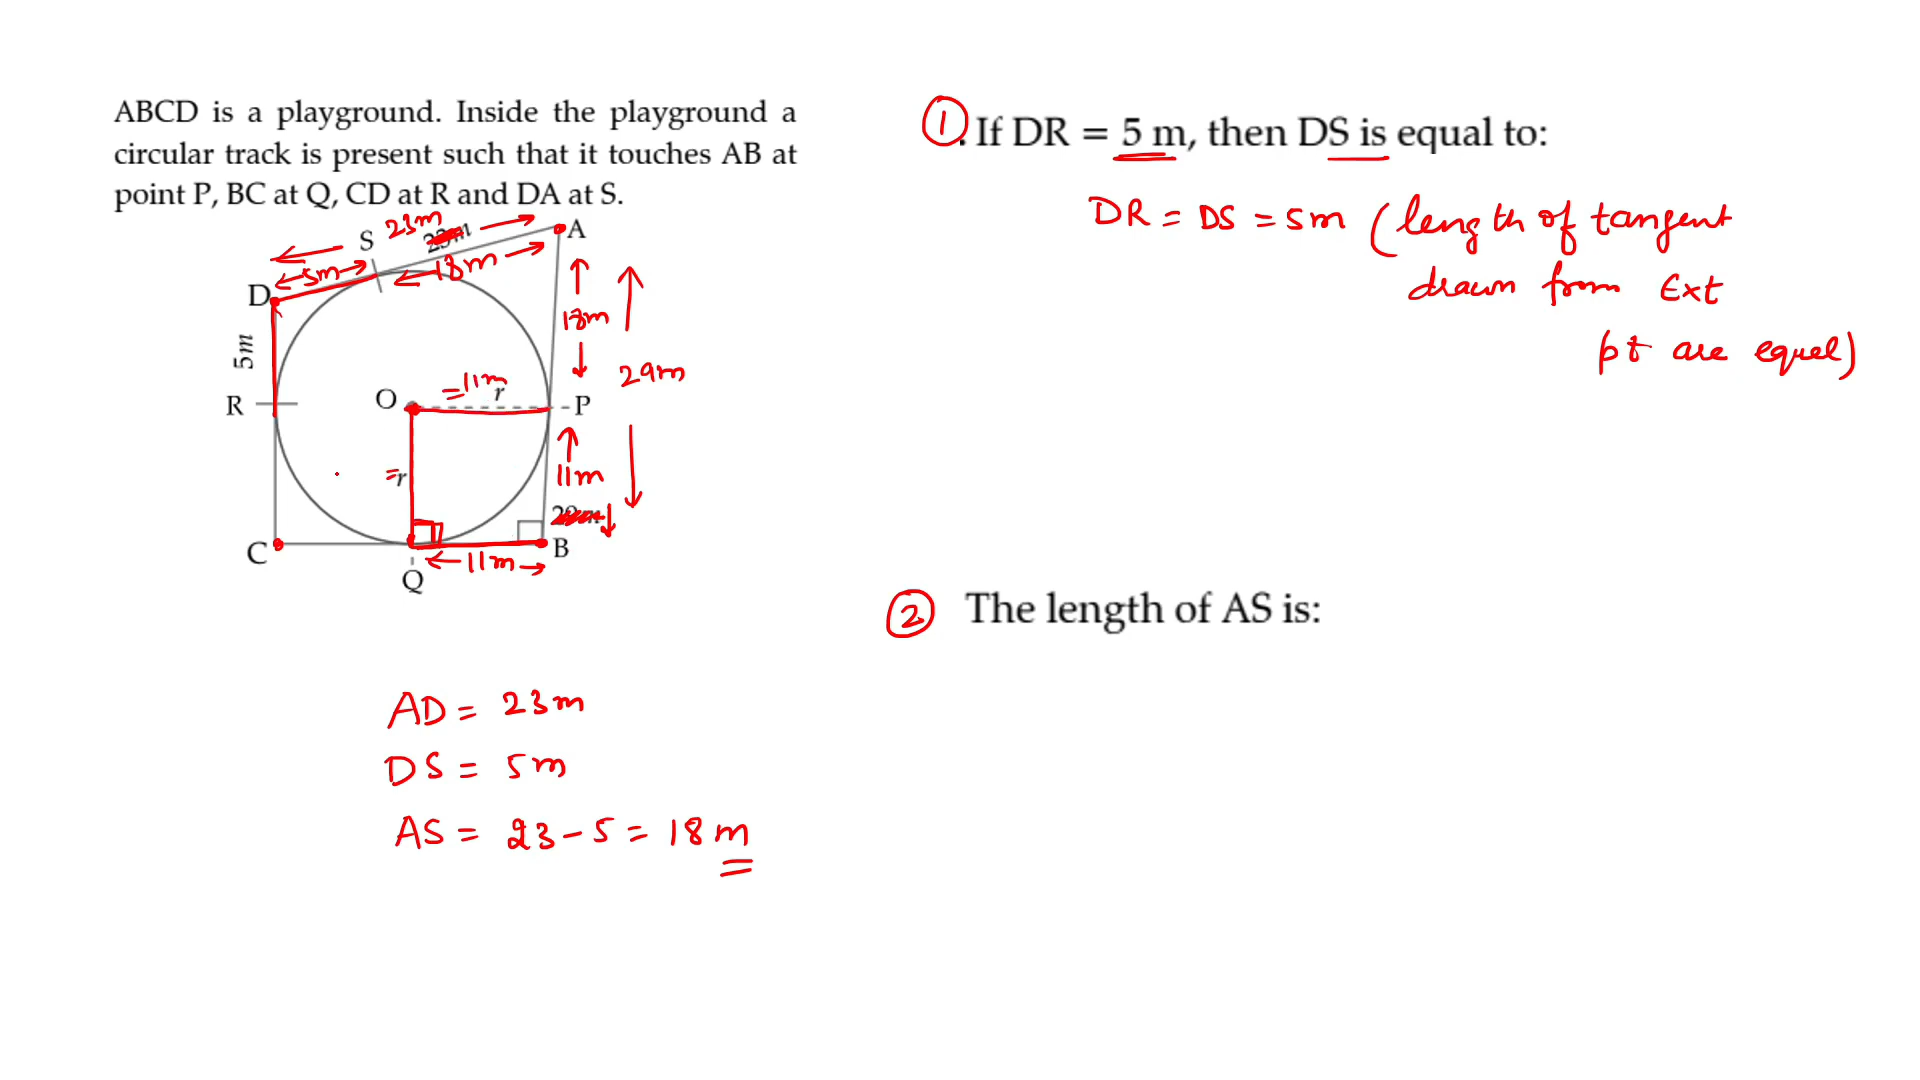 ABCD is a playground. Inside the playground a
circular track is present such that it touches AB at
point P, BC at Q, CD at R and DA at S.
23m
S
A
5m
18m
D
5m
18m
29m
R
O
=11m
r
P
=r
11m
C
B
11m
Q
AD = 23m
DS = 5m
AS = 23 - 5 = 18 m
1 If DR = 5 m, then DS is equal to:
DR = DS = 5m (length of tangent
drawn from Ext
pt are equal)
2 The length of AS is: